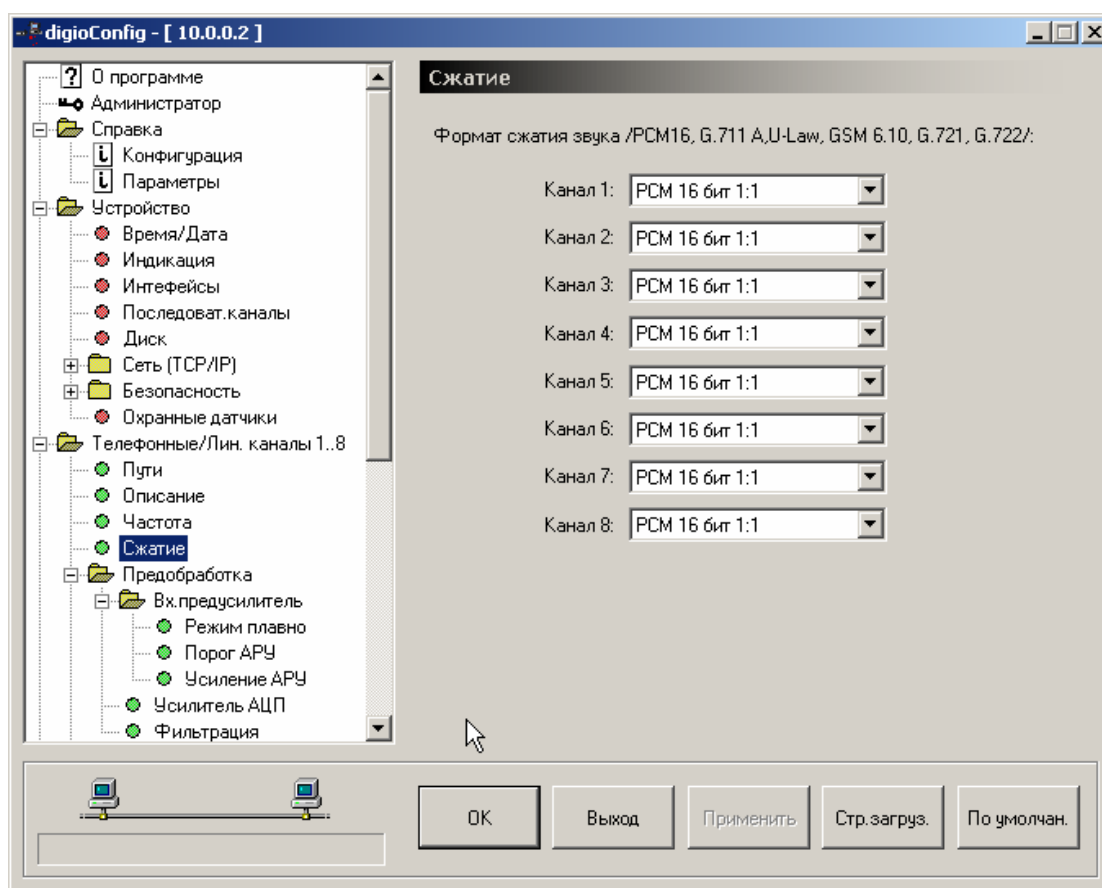 digioConfig - [ 10.0.0.2 ]
О программе
Администратор
Справка
Конфигурация
Параметры
Устройство
Время/Дата
Индикация
Интефейсы
Последоват.каналы
Диск
Сеть (TCP/IP)
Безопасность
Охранные датчики
Телефонные/Лин. каналы 1..8
Пути
Описание
Частота
Сжатие
Предобработка
Вх.предусилитель
Режим плавно
Порог АРУ
Усиление АРУ
Усилитель АЦП
Фильтрация
Сжатие
Формат сжатия звука /PCM16, G.711 A,U-Law, GSM 6.10, G.721, G.722/:
Канал 1: PCM 16 бит 1:1
Канал 2: PCM 16 бит 1:1
Канал 3: PCM 16 бит 1:1
Канал 4: PCM 16 бит 1:1
Канал 5: PCM 16 бит 1:1
Канал 6: PCM 16 бит 1:1
Канал 7: PCM 16 бит 1:1
Канал 8: PCM 16 бит 1:1
OK Выход Применить Стр.загруз. По умолчан.